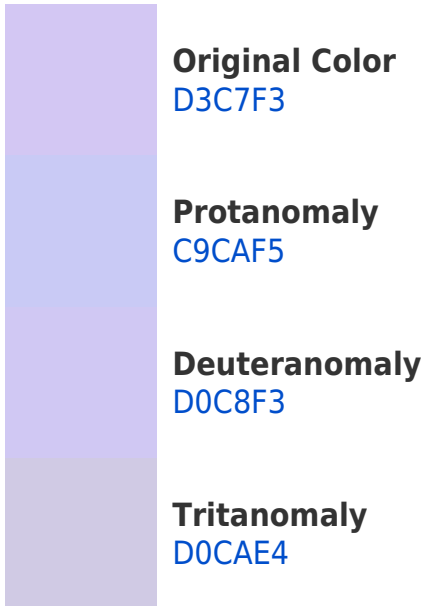 Original Color
D3C7F3
Protanomaly
C9CAF5
Deuteranomaly
D0C8F3
Tritanomaly
D0CAE4